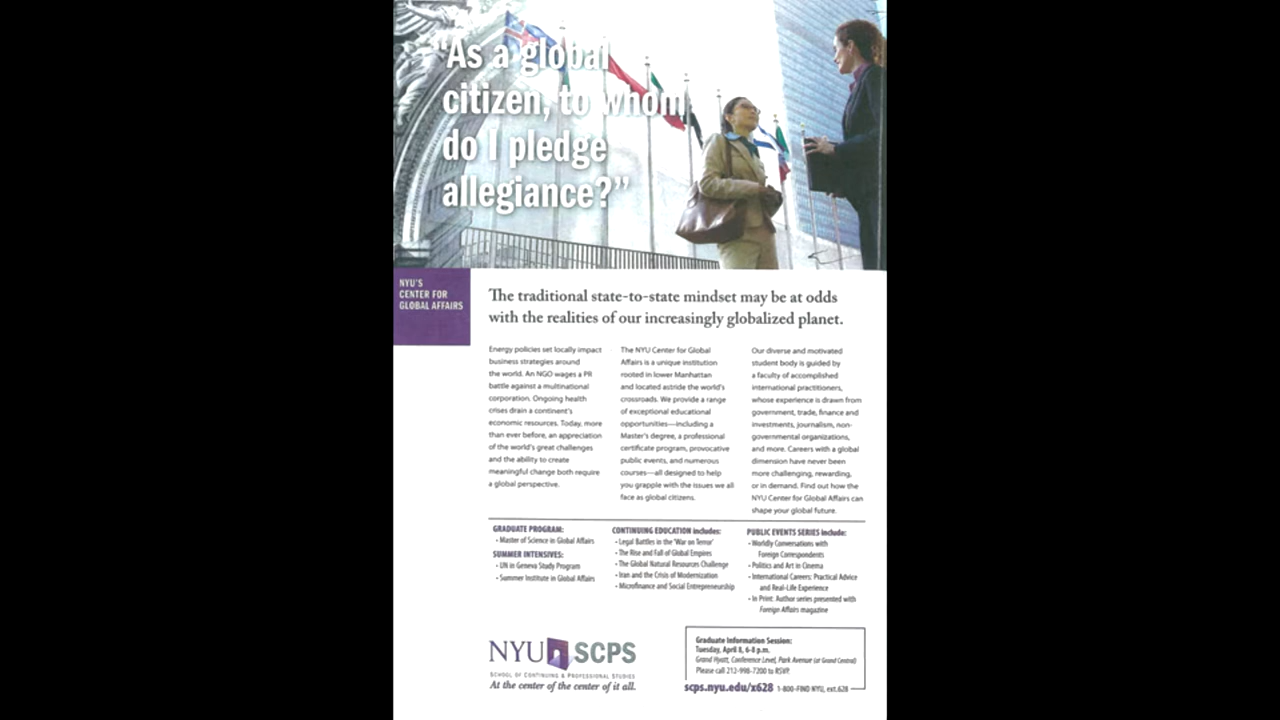 "As a global
citizen, to whom
do I pledge
allegiance?"
NYU'S
CENTER FOR
GLOBAL AFFAIRS
The traditional state-to-state mindset may be at odds
with the realities of our increasingly globalized planet.
Energy policies set locally impact
business strategies around
the world. An NGO wages a PR
battle against a multinational
corporation. Ongoing health
crises drain a continent's
economic resources. Today, more
than ever before, an appreciation
of the world's great challenges
and the ability to create
meaningful change both require
a global perspective.
The NYU Center for Global
Affairs is a unique institution
rooted in lower Manhattan
and located astride the world's
crossroads. We provide a range
of exceptional educational
opportunities—including a
Master's degree, a professional
certificate program, provocative
public events, and numerous
courses—all designed to help
you grapple with the issues we all
face as global citizens.
Our diverse and motivated
student body is guided by
a faculty of accomplished
international practitioners,
whose experience is drawn from
government, trade, finance and
investments, journalism, non-
governmental organizations,
and more. Careers with a global
dimension have never been
more challenging, rewarding,
or in demand. Find out how the
NYU Center for Global Affairs can
shape your global future.
GRADUATE PROGRAM:
• Master of Science in Global Affairs
SUMMER INTENSIVES:
• UN in Geneva Study Program
• Summer Institute in Global Affairs
CONTINUING EDUCATION includes:
• Legal Battles in the 'War on Terror'
• The Rise and Fall of Global Empires
• The Global Natural Resources Challenge
• Iran and the Crisis of Modernization
• Microfinance and Social Entrepreneurship
PUBLIC EVENTS SERIES include:
• Worldly Conversations with
Foreign Correspondents
• Politics and Art in Cinema
• International Careers: Practical Advice
and Real-Life Experience
• In Print: Author series presented with
Foreign Affairs magazine
NYU SCPS
SCHOOL OF CONTINUING & PROFESSIONAL STUDIES
At the center of the center of it all.
Graduate Information Session:
Tuesday, April 8, 6-8 p.m.
Grand Hyatt, Conference Level, Park Avenue (at Grand Central)
Please call 212-998-7200 to RSVP.
scps.nyu.edu/x628 1-800-FIND NYU, ext.628